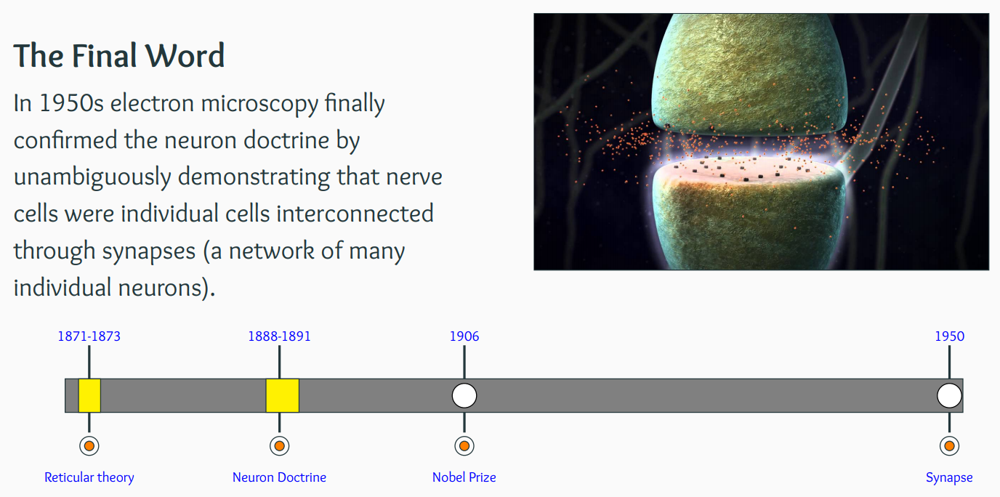 The Final Word
In 1950s electron microscopy finally
confirmed the neuron doctrine by
unambiguously demonstrating that nerve
cells were individual cells interconnected
through synapses (a network of many
individual neurons).
1871-1873 1888-1891 1906 1950
Reticular theory Neuron Doctrine Nobel Prize Synapse